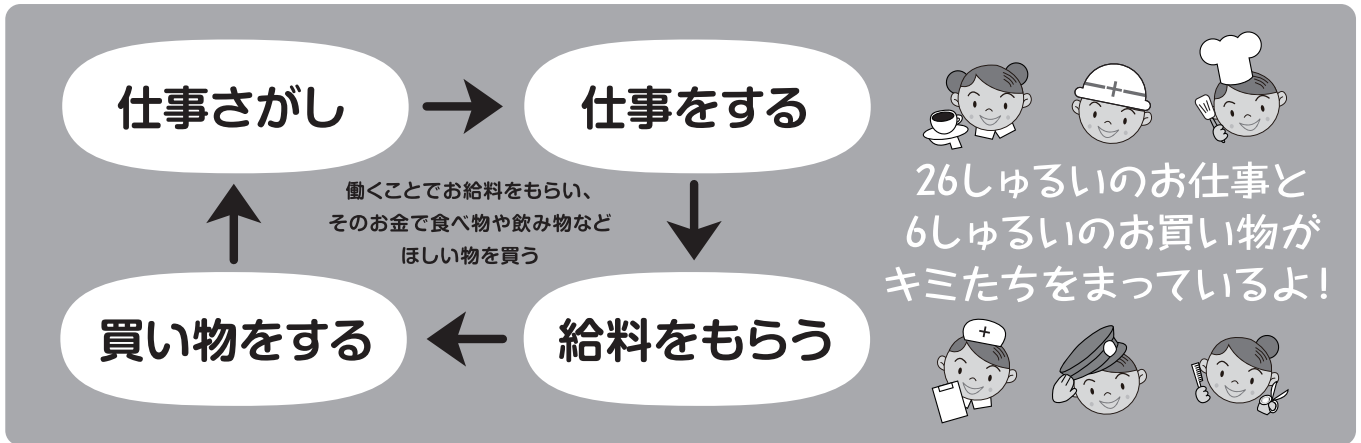 仕事さがし
仕事をする
働くことでお給料をもらい、
そのお金で食べ物や飲み物など
ほしい物を買う
買い物をする
給料をもらう
26しゅるいのお仕事と
6しゅるいのお買い物が
キミたちをまっているよ!